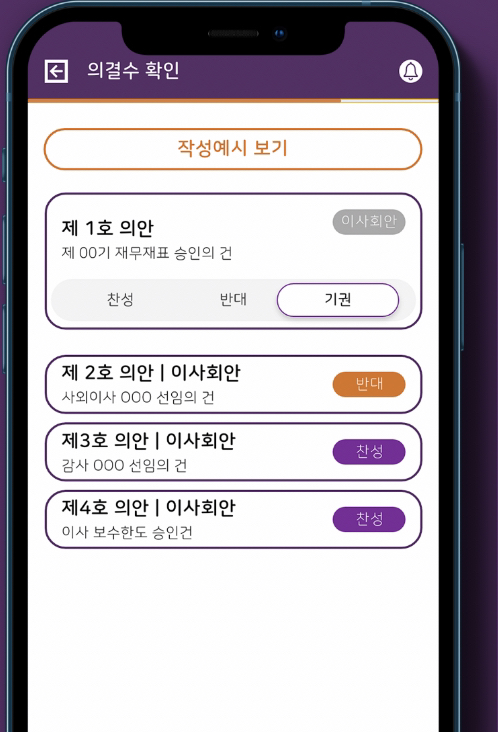 의결수 확인
작성예시 보기
제 1호 의안
이사회안
제 00기 재무재표 승인의 건
찬성
반대
기권
제 2호 의안 | 이사회안
반대
사외이사 OOO 선임의 건
제3호 의안 | 이사회안
찬성
감사 OOO 선임의 건
제4호 의안 | 이사회안
찬성
이사 보수한도 승인건